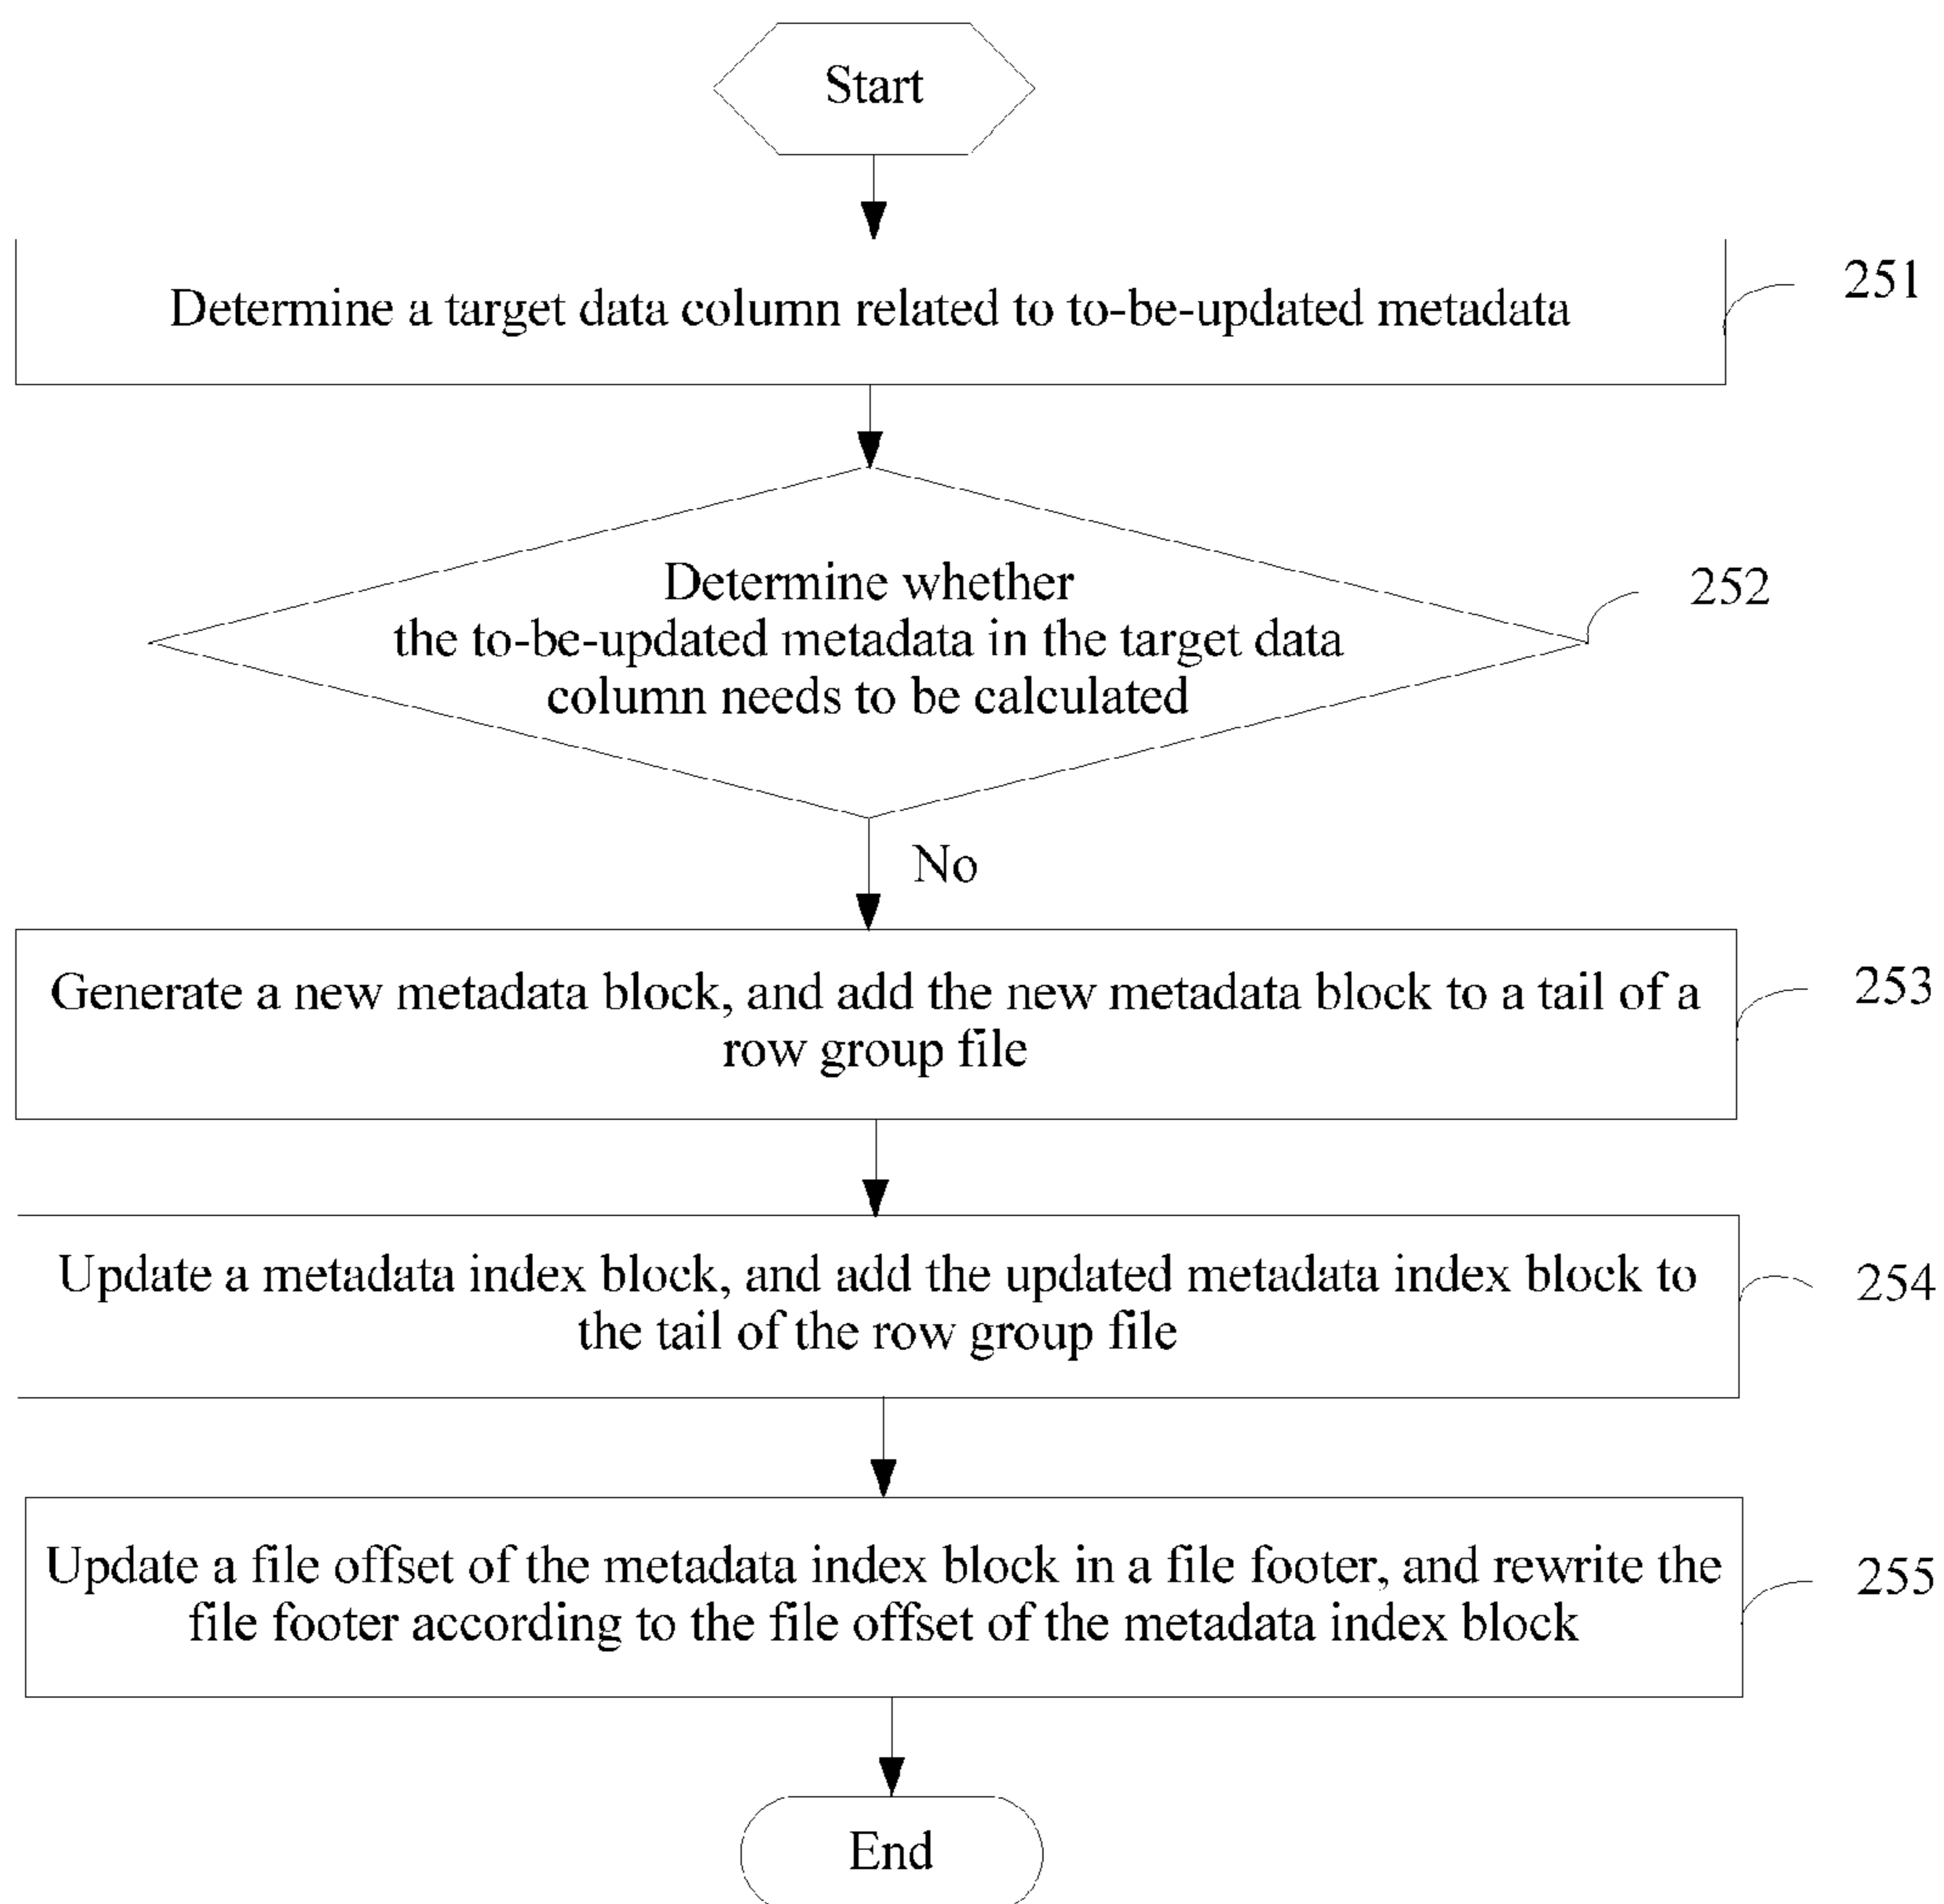 Start
Determine a target data column related to to-be-updated metadata
251
Determine whether
the to-be-updated metadata in the target data
column needs to be calculated
252
No
Generate a new metadata block, and add the new metadata block to a tail of a
row group file
253
Update a metadata index block, and add the updated metadata index block to
the tail of the row group file
254
Update a file offset of the metadata index block in a file footer, and rewrite the
file footer according to the file offset of the metadata index block
255
End